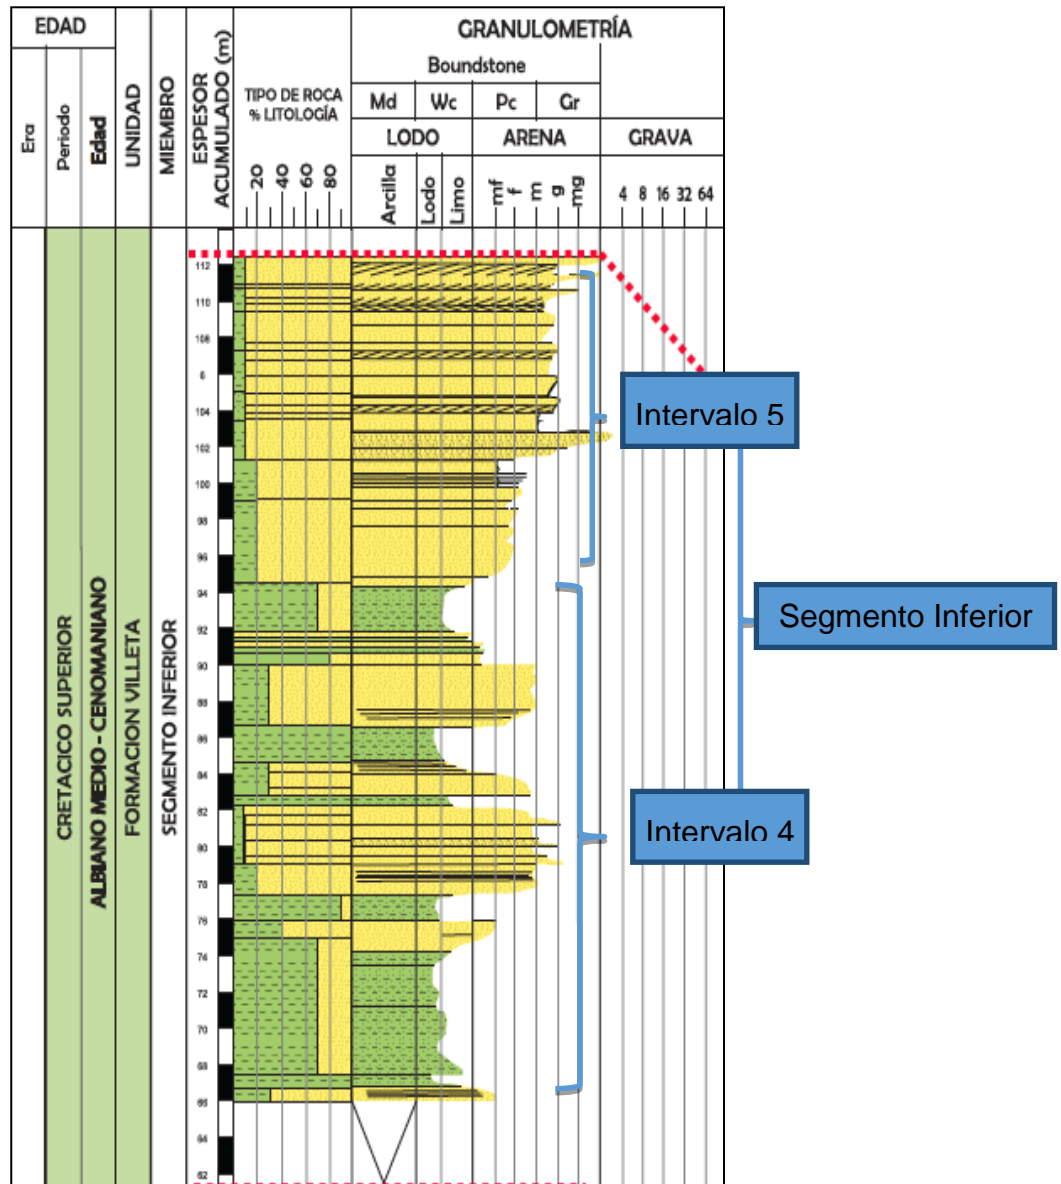 EDAD
GRANULOMETRÍA
Era
Periodo
Edad
UNIDAD
MIEMBRO
ESPESOR
ACUMULADO (m)
TIPO DE ROCA
% LITOLOGÍA
20 40 60 80
Boundstone
Md Wc Pc Gr
LODO ARENA GRAVA
Arcilla Lodo Limo mf f m g mg 4 8 16 32 64
CRETACICO SUPERIOR
ALBIANO MEDIO - CENOMANIANO
FORMACION VILLETA
SEGMENTO INFERIOR
112
110
108
6
104
102
100
98
96
94
92
90
88
86
84
82
80
78
76
74
72
70
68
66
64
62
Intervalo 5
Segmento Inferior
Intervalo 4